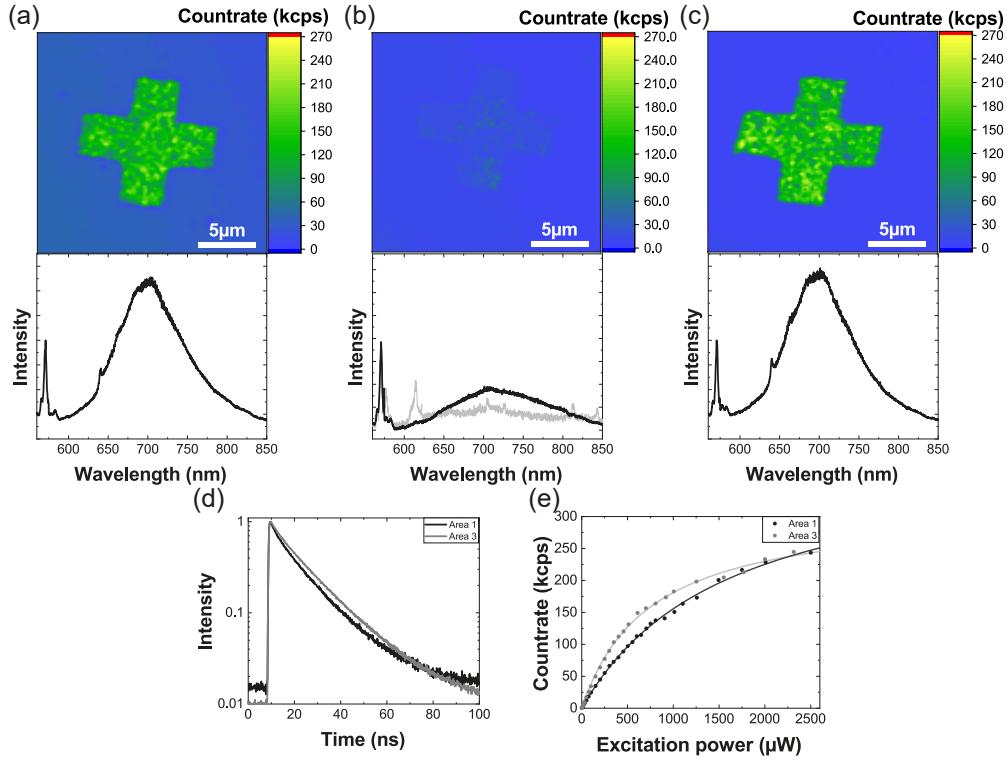 (a) Countrate (kcps)
270
240
210
180
150
120
90
60
30
0
5µm
Intensity
600 650 700 750 800 850
Wavelength (nm)
(b) Countrate (kcps)
270.0
240.0
210.0
180.0
150.0
120.0
90.0
60.0
30.0
0.0
5µm
Intensity
600 650 700 750 800 850
Wavelength (nm)
(c) Countrate (kcps)
270
240
210
180
150
120
90
60
30
0
5µm
Intensity
600 650 700 750 800 850
Wavelength (nm)
(d)
1
0.1
0.01
Area 1
Area 3
Intensity
0 20 40 60 80 100
Time (ns)
(e)
300
250
200
150
100
50
0
Area 1
Area 3
Countrate (kcps)
0 500 1000 1500 2000 2500
Excitation power (µW)